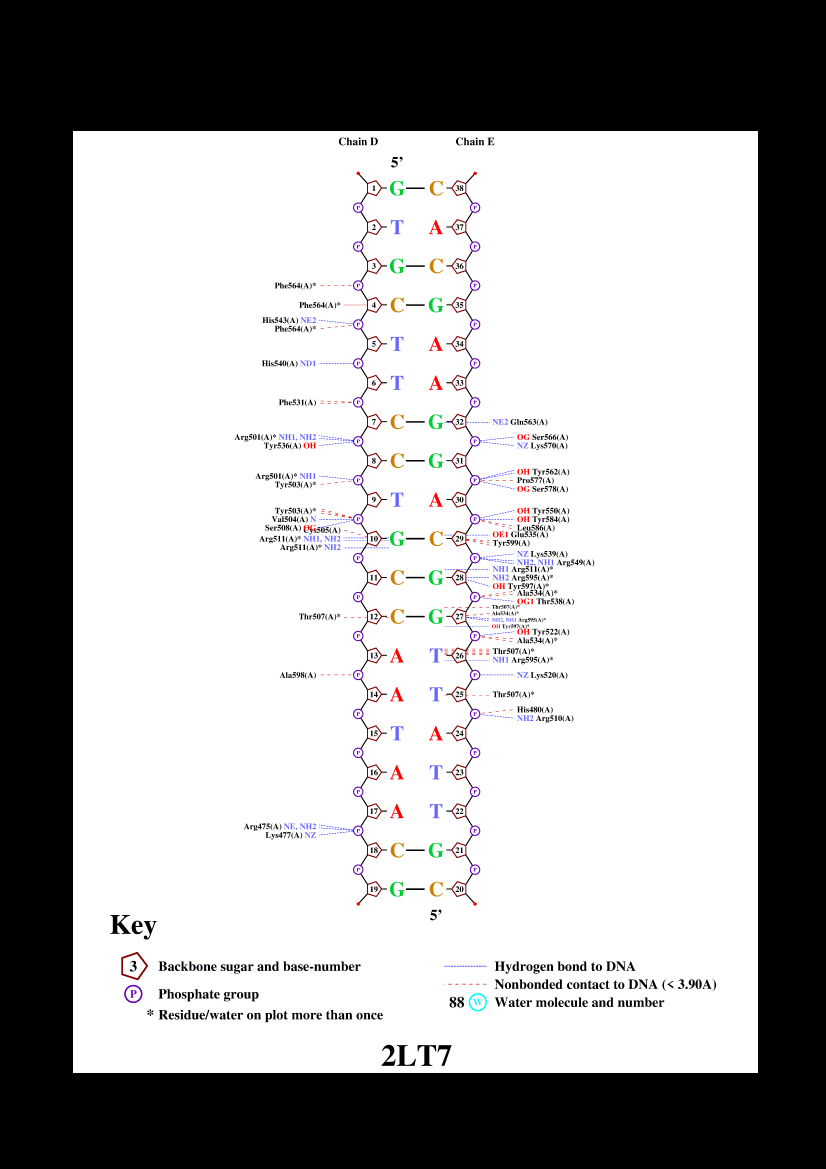 Chain D Chain E
5’
1 G C 38
P P
2 T A 37
P P
3 G C 36
Phe564(A)* P P
Phe564(A)* 4 C G 35
His543(A) NE2 P P
Phe564(A)*
5 T A 34
His540(A) ND1 P P
6 T A 33
Phe531(A) P P
7 C G 32 NE2 Gln563(A)
Arg501(A)* NH1, NH2 P P OG Ser566(A)
Tyr536(A) OH NZ Lys570(A)
8 C G 31
OH Tyr562(A)
Arg501(A)* NH1 P P Pro577(A)
Tyr503(A)* OG Ser578(A)
9 T A 30
Tyr503(A)* OH Tyr550(A)
Val504(A) N P P OH Tyr584(A)
Ser508(A) OG Leu586(A)
Cys505(A) OE1 Glu535(A)
Arg511(A)* NH1, NH2 10 G C 29 Tyr599(A)
Arg511(A)* NH2
P P NZ Lys539(A)
NH2, NH1 Arg549(A)
NH1 Arg511(A)*
11 C G 28 NH2 Arg595(A)*
OH Tyr597(A)*
P P Ala534(A)*
OG1 Thr538(A)
Thr507(A)*
Thr507(A)* 12 C G 27 Ala534(A)*
NH2, NH1 Arg595(A)*
OH Tyr597(A)*
P P OH Tyr522(A)
Ala534(A)*
13 A T 26 Thr507(A)*
NH1 Arg595(A)*
Ala598(A) P P NZ Lys520(A)
14 A T 25 Thr507(A)*
P P His480(A)
NH2 Arg510(A)
15 T A 24
P P
16 A T 23
P P
17 A T 22
Arg475(A) NE, NH2 P P
Lys477(A) NZ
18 C G 21
P P
19 G C 20
5’
Key
3 Backbone sugar and base-number
P Phosphate group
* Residue/water on plot more than once
Hydrogen bond to DNA
Nonbonded contact to DNA (< 3.90A)
88 W Water molecule and number
2LT7